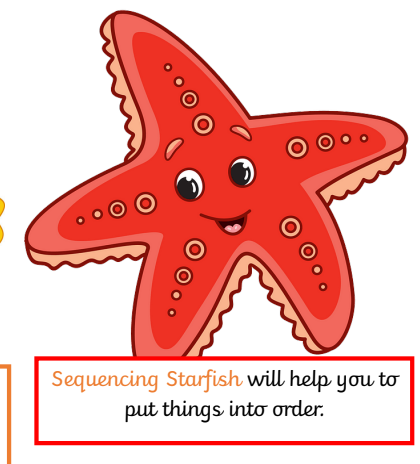 Sequencing Starfish will help you to
put things into order.